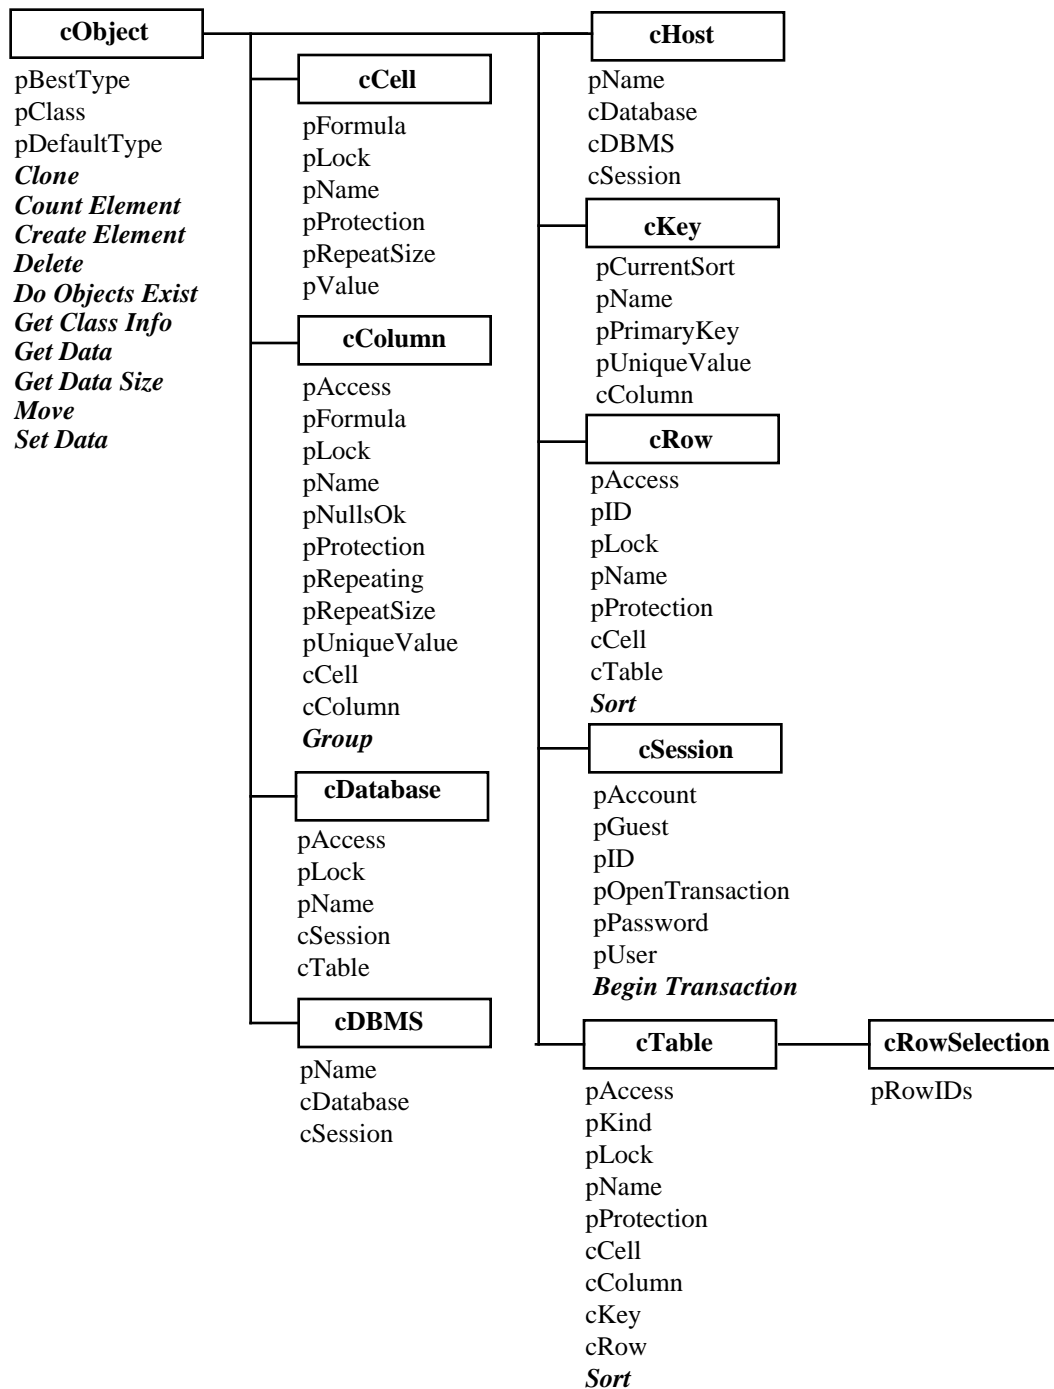 cObject
pBestType
pClass
pDefaultType
Clone
Count Element
Create Element
Delete
Do Objects Exist
Get Class Info
Get Data
Get Data Size
Move
Set Data
cCell
pFormula
pLock
pName
pProtection
pRepeatSize
pValue
cColumn
pAccess
pFormula
pLock
pName
pNullsOk
pProtection
pRepeating
pRepeatSize
pUniqueValue
cCell
cColumn
Group
cDatabase
pAccess
pLock
pName
cSession
cTable
cDBMS
pName
cDatabase
cSession
cHost
pName
cDatabase
cDBMS
cSession
cKey
pCurrentSort
pName
pPrimaryKey
pUniqueValue
cColumn
cRow
pAccess
pID
pLock
pName
pProtection
cCell
cTable
Sort
cSession
pAccount
pGuest
pID
pOpenTransaction
pPassword
pUser
Begin Transaction
cTable
pAccess
pKind
pLock
pName
pProtection
cCell
cColumn
cKey
cRow
Sort
cRowSelection
pRowIDs